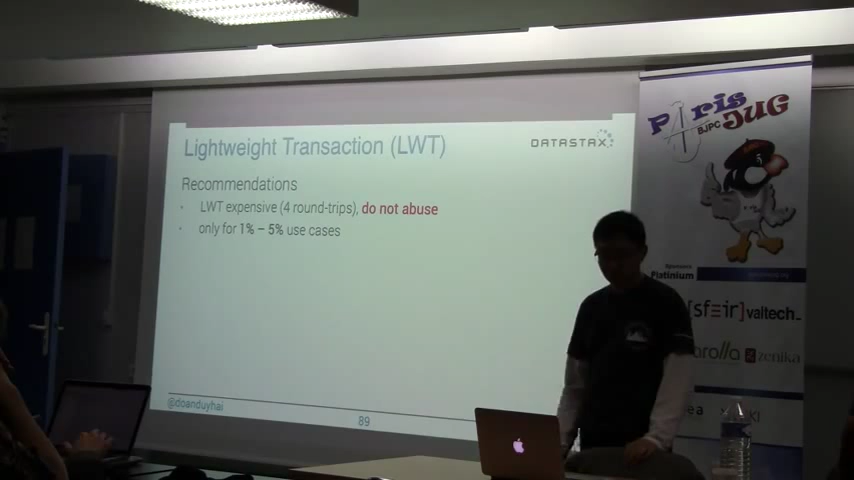 Lightweight Transaction (LWT)
DATASTAX
Recommendations
• LWT expensive (4 round-trips), do not abuse
• only for 1% – 5% use cases
@doanduyhai
89
Paris
BJPC
JUG
Platinium
[sfeir]
valtech_
zenika